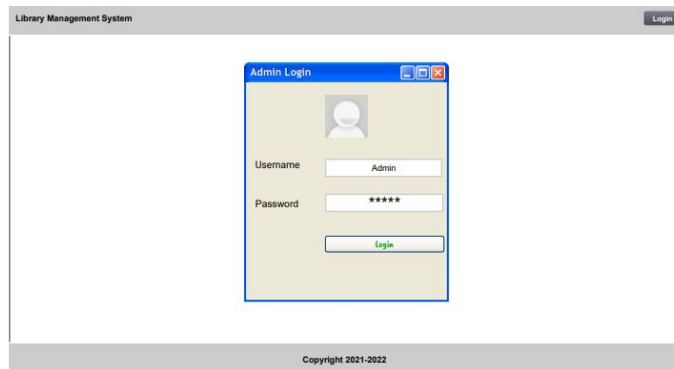 Library Management System
Login
Admin Login
Username
Admin
Password
*****
Login
Copyright 2021-2022